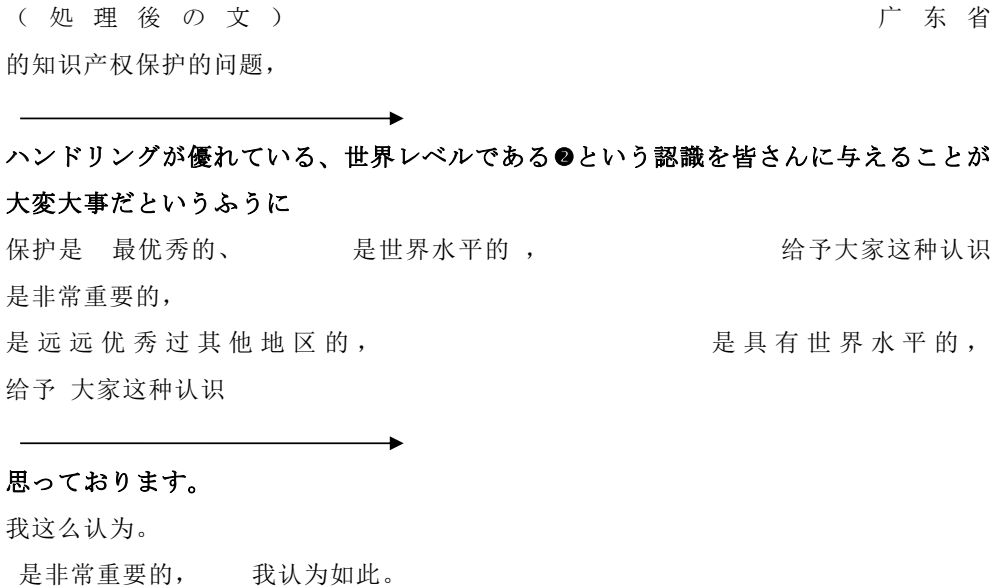 (処理後の文) 广东省
的知识产权保护的问题，
ハンドリングが優れている、世界レベルである❷という認識を皆さんに与えることが
大変大事だというふうに
保护是 最优秀的、 是世界水平的 ， 给予大家这种认识
是非常重要的，
是远远优秀过其他地区的， 是具有世界水平的，
给予 大家这种认识
思っております。
我这么认为。
是非常重要的， 我认为如此。